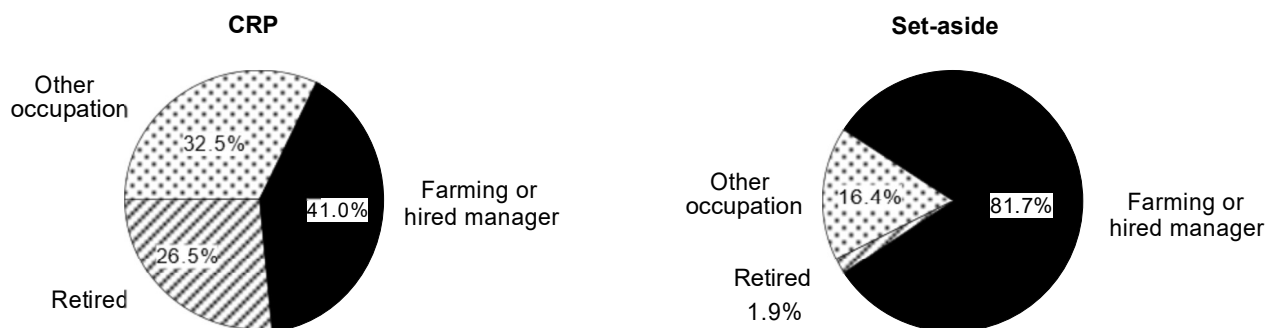 CRP
Other
occupation
32.5%
41.0%
Farming or
hired manager
26.5%
Retired
Set-aside
Other
occupation
16.4%
81.7%
Farming or
hired manager
Retired
1.9%